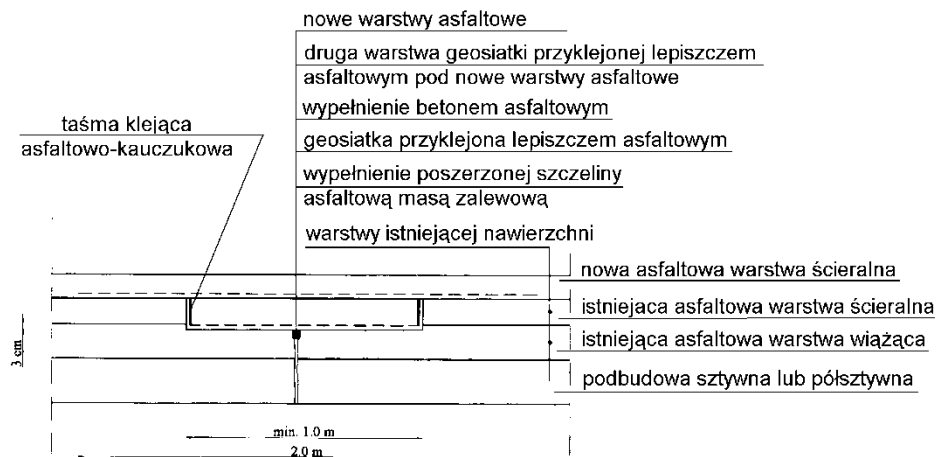 nowe warstwy asfaltowe
druga warstwa geosiatki przyklejonej lepiszczem
asfaltowym pod nowe warstwy asfaltowe
wypełnienie betonem asfaltowym
taśma klejąca
asfaltowo-kauczukowa
geosiatka przyklejona lepiszczem asfaltowym
wypełnienie poszerzonej szczeliny
asfaltową masą zalewową
warstwy istniejącej nawierzchni
nowa asfaltowa warstwa ścieralna
istniejaca asfaltowa warstwa ścieralna
istniejąca asfaltowa warstwa wiążąca
podbudowa sztywna lub półsztywna
3 cm
min. 1.0 m
2.0 m